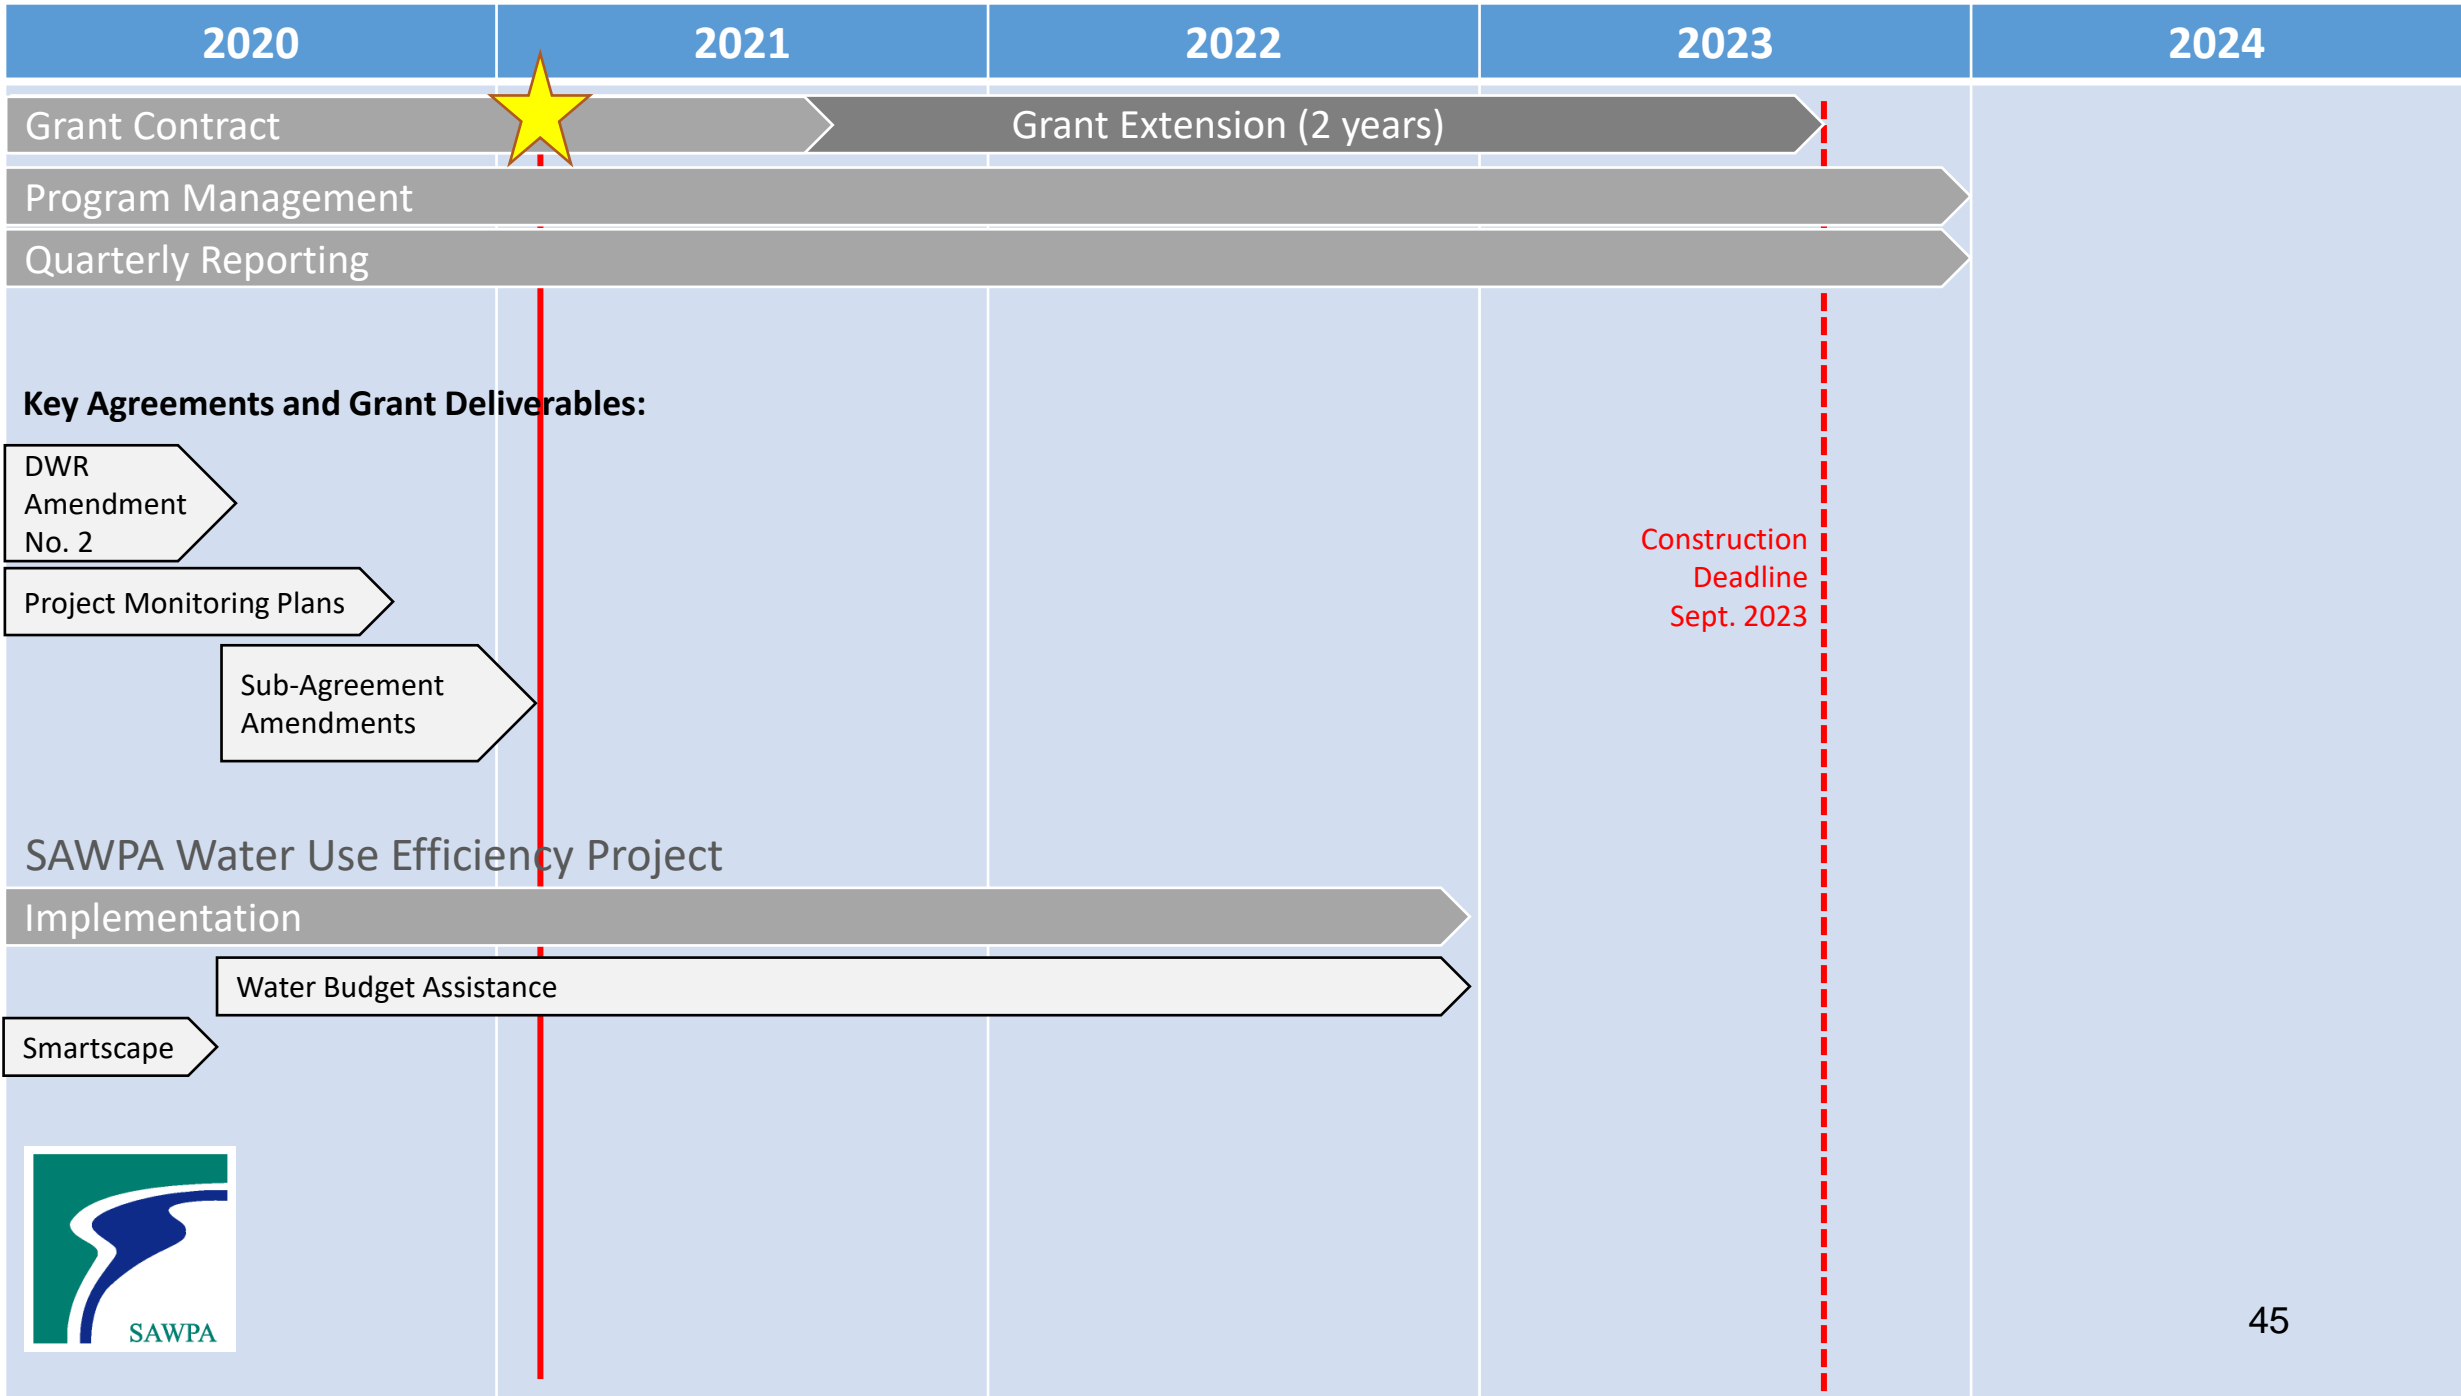 2020 2021 2022 2023 2024
Grant Contract
Grant Extension (2 years)
Program Management
Quarterly Reporting
Key Agreements and Grant Deliverables:
DWR
Amendment
No. 2
Project Monitoring Plans
Construction
Deadline
Sept. 2023
Sub-Agreement
Amendments
SAWPA Water Use Efficiency Project
Implementation
Water Budget Assistance
Smartscape
SAWPA
45